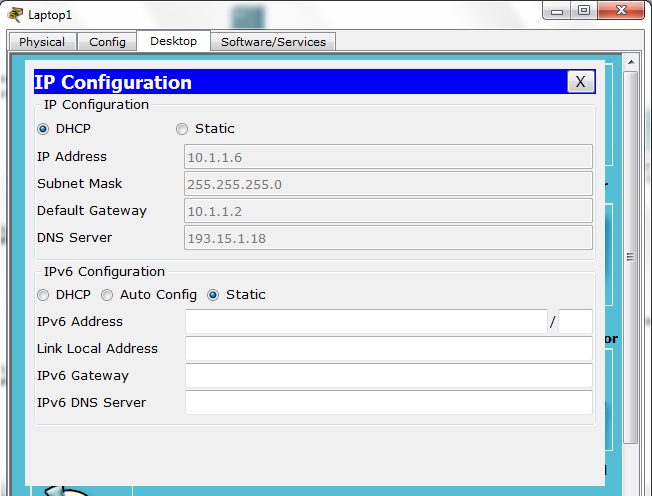 Laptop1
Physical Config Desktop Software/Services
IP Configuration X
IP Configuration
DHCP Static
IP Address 10.1.1.6
Subnet Mask 255.255.255.0
Default Gateway 10.1.1.2
DNS Server 193.15.1.18
IPv6 Configuration
DHCP Auto Config Static
IPv6 Address /
Link Local Address
IPv6 Gateway
IPv6 DNS Server